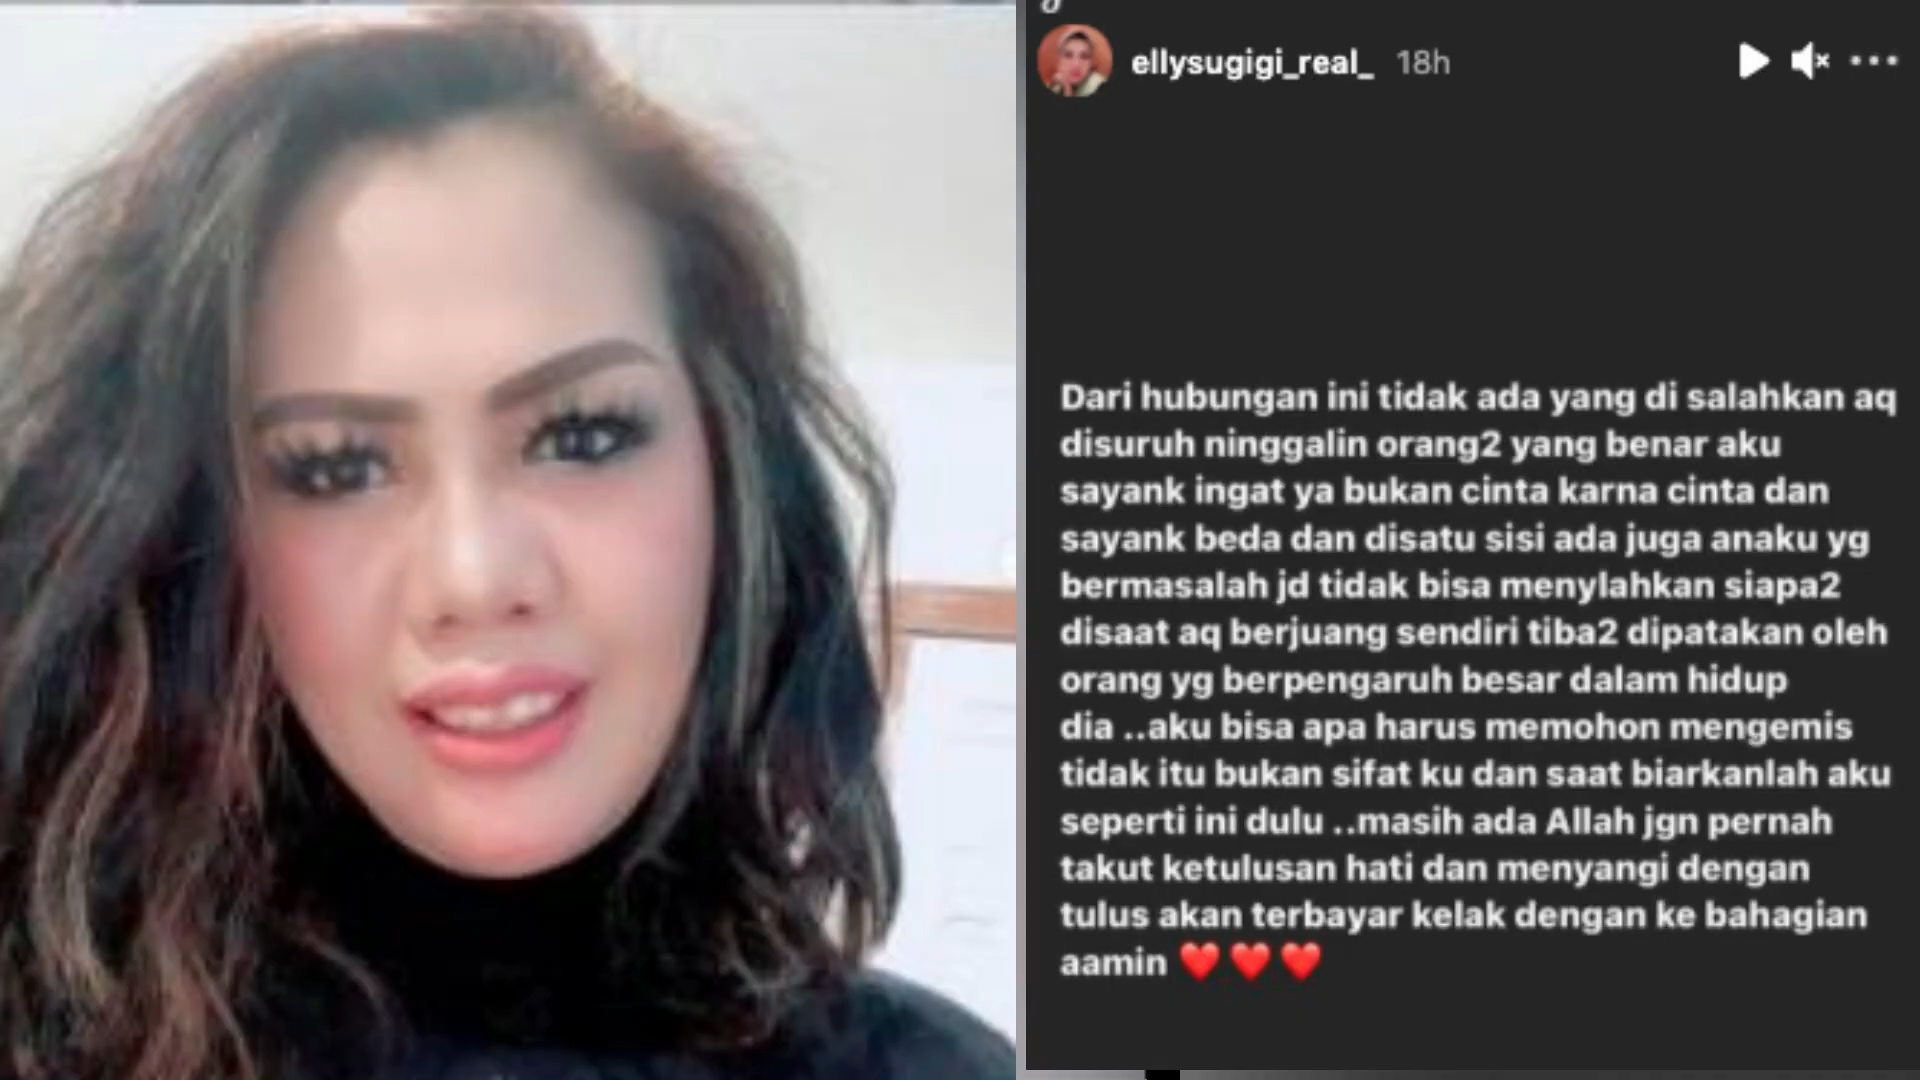 ellysugigi_real_ 18h
Dari hubungan ini tidak ada yang di salahkan aq
disuruh ninggalin orang2 yang benar aku
sayank ingat ya bukan cinta karna cinta dan
sayank beda dan disatu sisi ada juga anaku yg
bermasalah jd tidak bisa menylahkan siapa2
disaat aq berjuang sendiri tiba2 dipatakan oleh
orang yg berpengaruh besar dalam hidup
dia ..aku bisa apa harus memohon mengemis
tidak itu bukan sifat ku dan saat biarkanlah aku
seperti ini dulu ..masih ada Allah jgn pernah
takut ketulusan hati dan menyangi dengan
tulus akan terbayar kelak dengan ke bahagian
aamin ❤️❤️❤️